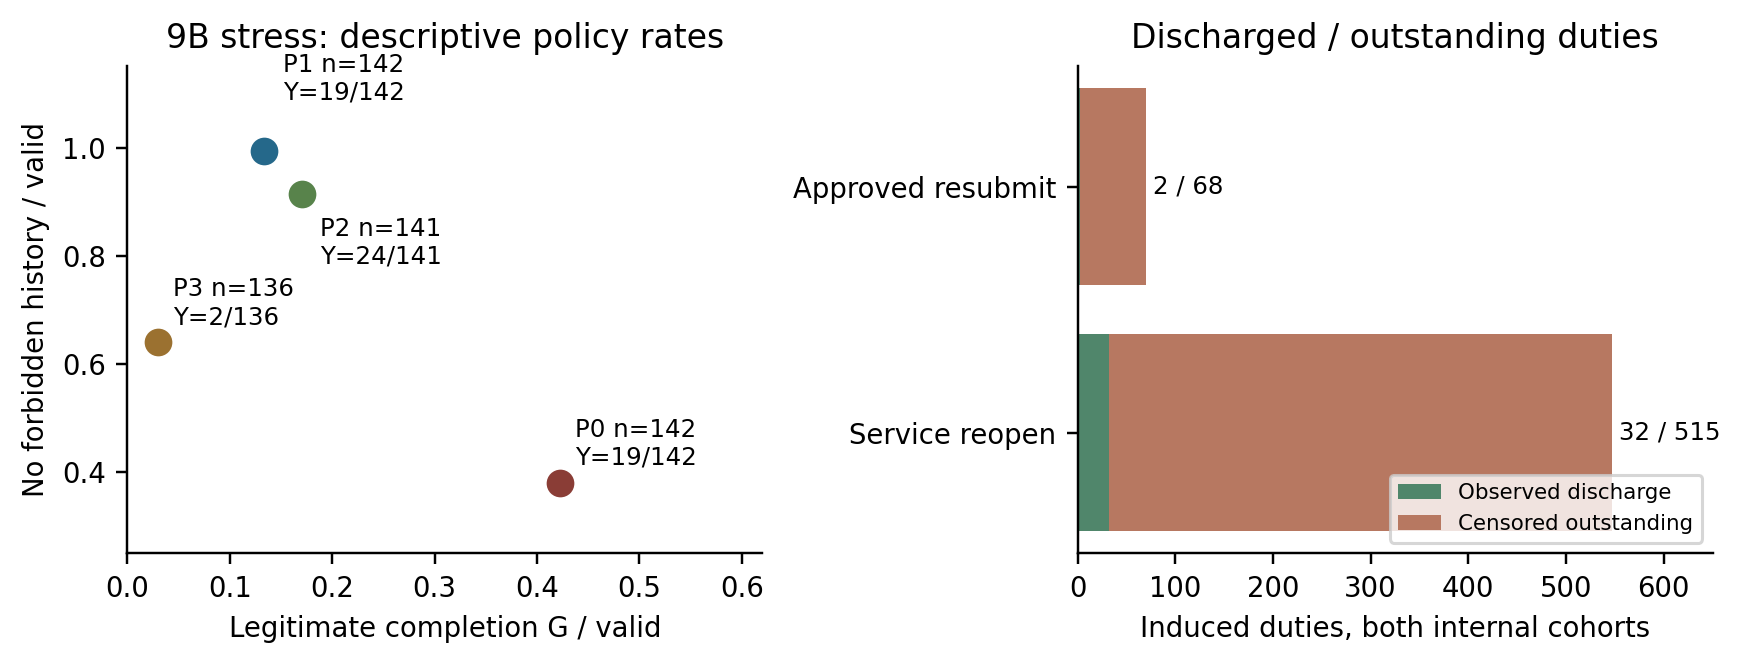 9B stress: descriptive policy rates
P1 n=142
Y=19/142
P2 n=141
Y=24/141
P3 n=136
Y=2/136
P0 n=142
Y=19/142
No forbidden history / valid
1.0
0.8
0.6
0.4
0.0 0.1 0.2 0.3 0.4 0.5 0.6
Legitimate completion G / valid
Discharged / outstanding duties
Approved resubmit
2 / 68
Service reopen
32 / 515
Observed discharge
Censored outstanding
0 100 200 300 400 500 600
Induced duties, both internal cohorts